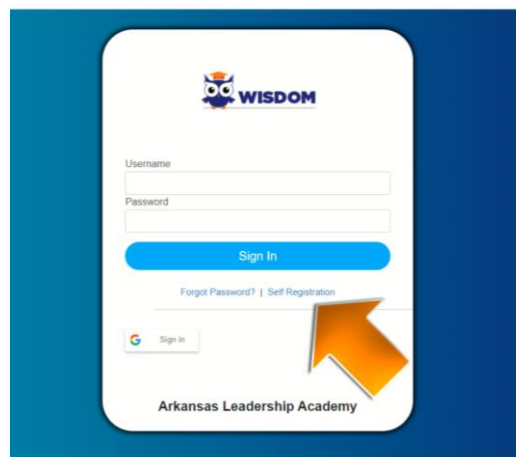 WISDOM
Username
Password
Sign In
Forgot Password? | Self Registration
G Sign in
Arkansas Leadership Academy